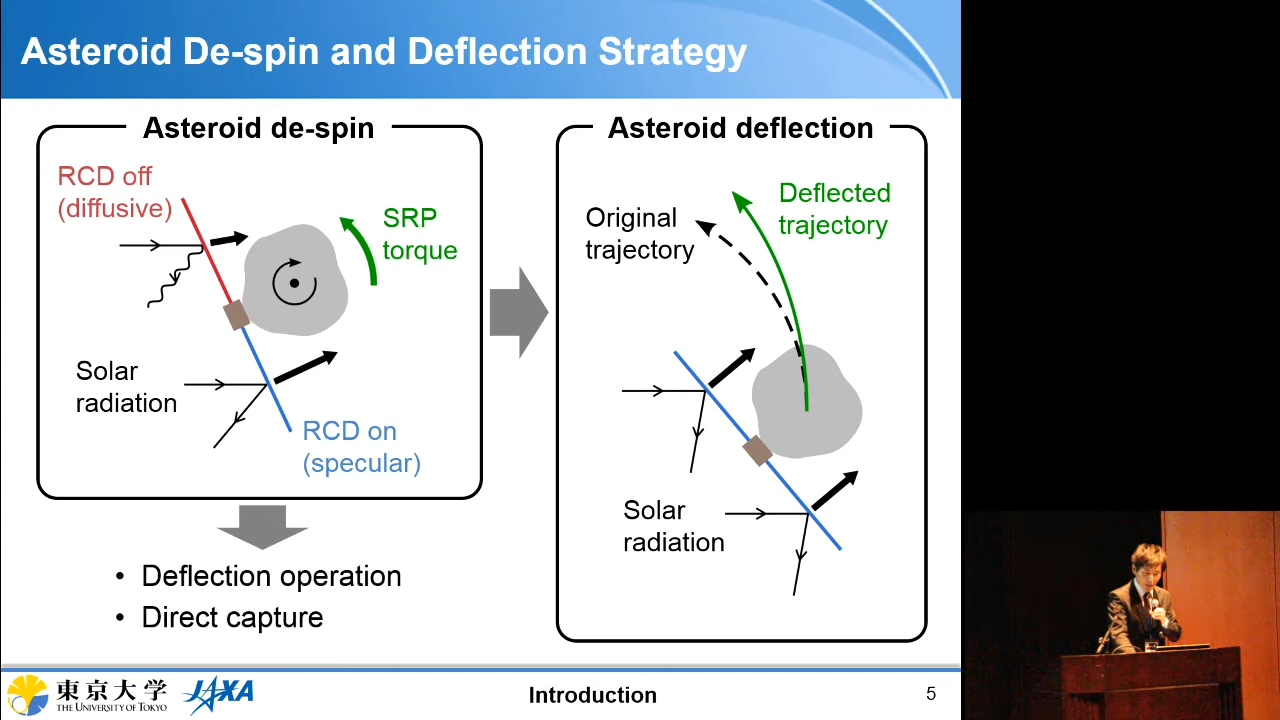 Asteroid De-spin and Deflection Strategy
Asteroid de-spin
RCD off
(diffusive)
SRP
torque
Solar
radiation
RCD on
(specular)
• Deflection operation
• Direct capture
Asteroid deflection
Original
trajectory
Deflected
trajectory
Solar
radiation
東京大学
THE UNIVERSITY OF TOKYO
JAXA
Introduction
5